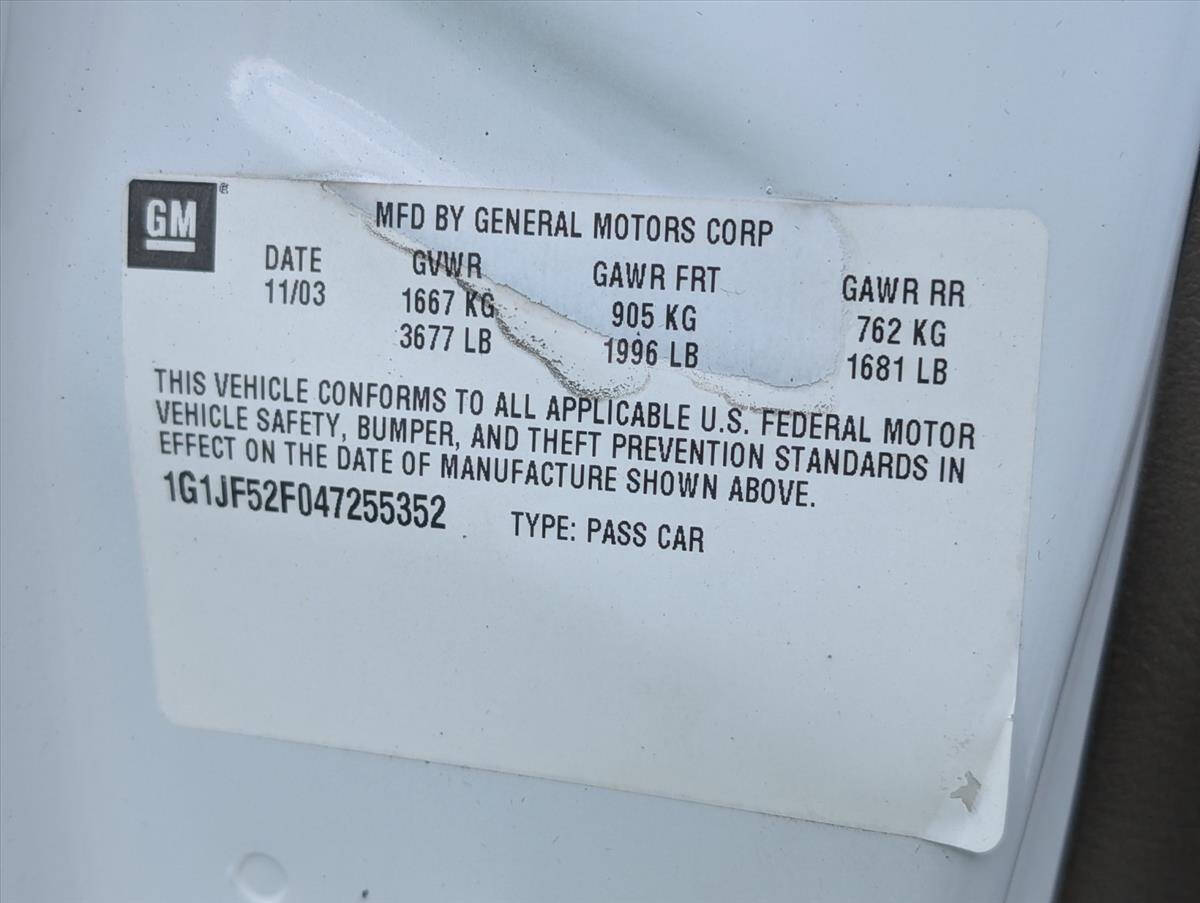 GM ®
MFD BY GENERAL MOTORS CORP
DATE GVWR GAWR FRT GAWR RR
11/03 1667 KG 905 KG 762 KG
3677 LB 1996 LB 1681 LB
THIS VEHICLE CONFORMS TO ALL APPLICABLE U.S. FEDERAL MOTOR
VEHICLE SAFETY, BUMPER, AND THEFT PREVENTION STANDARDS IN
EFFECT ON THE DATE OF MANUFACTURE SHOWN ABOVE.
1G1JF52F047255352 TYPE: PASS CAR